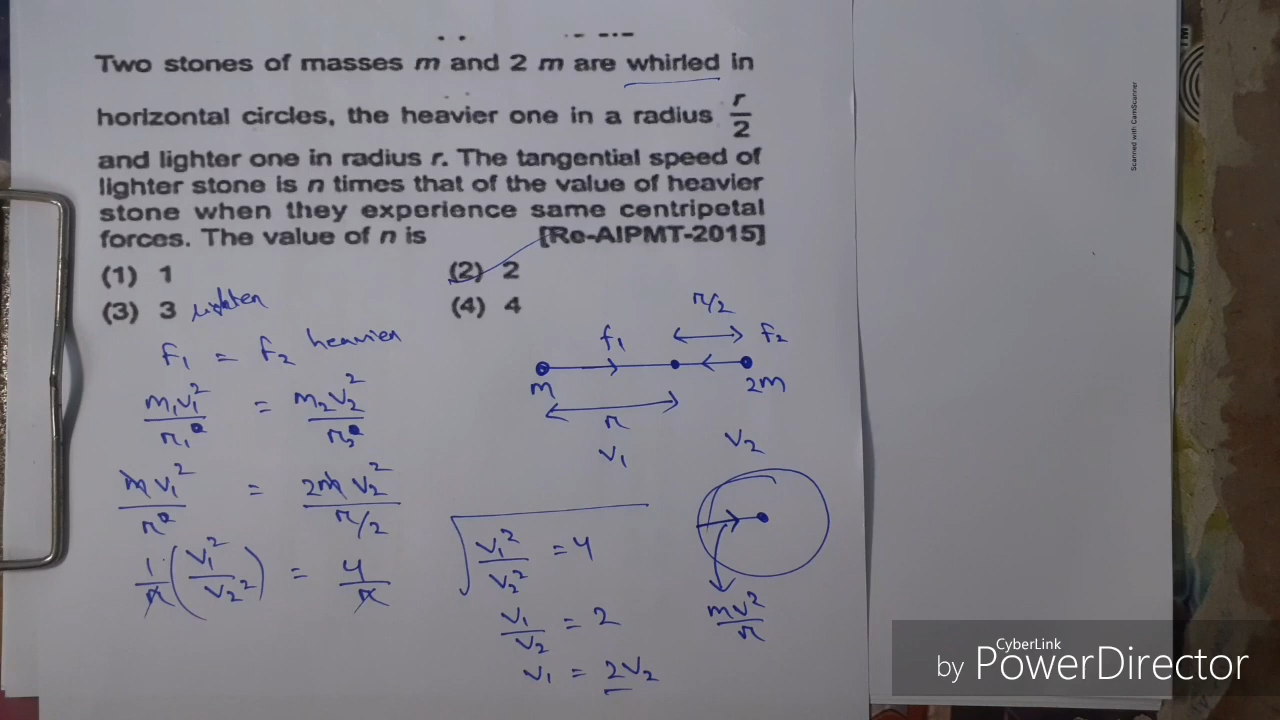 Two stones of masses m and 2 m are whirled in
horizontal circles, the heavier one in a radius r/2
and lighter one in radius r. The tangential speed of
lighter stone is n times that of the value of heavier
stone when they experience same centripetal
forces. The value of n is [Re-AIPMT-2015]
(1) 1 (2) 2
(3) 3 (4) 4
lighter
F₁ = F₂ heavier
m₁v₁²/r₁ = m₂v₂²/r₂
mv₁²/r = 2mv₂²/r/2
1/r (v₁²/v₂²) = 4/r
r/2
f₁ F₂
m 2m
r
v₁ v₂
√v₁²/v₂² = 4
v₁/v₂ = 2
v₁ = 2v₂
mv²/r
Scanned with CamScanner
CyberLink
by PowerDirector